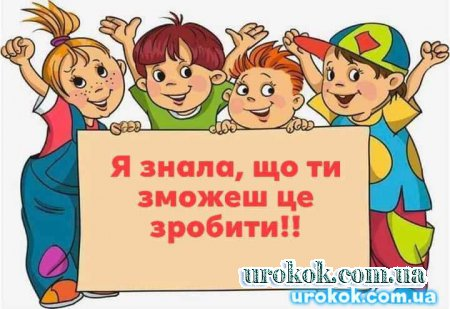 Я знала, що ти
зможеш це
зробити!!
urokok.com.ua
urokok.com.ua